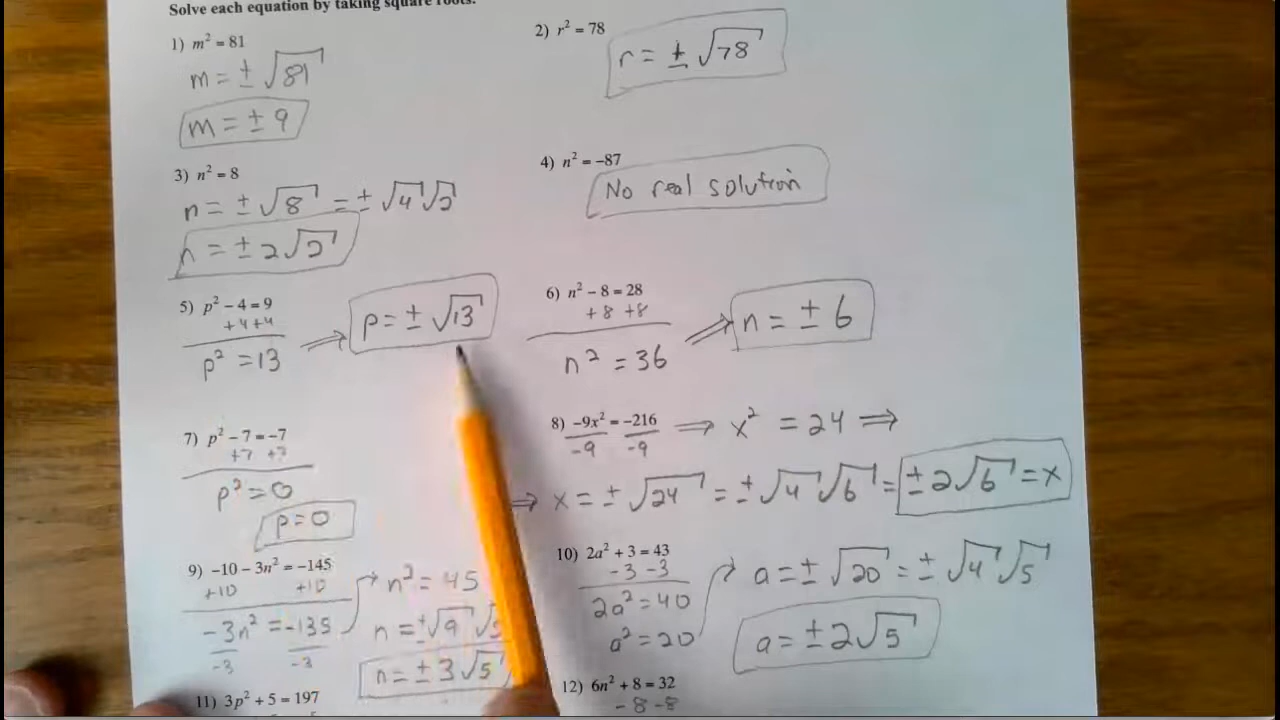 Solve each equation by taking square roots.
1) m² = 81
m = ± √81
m = ± 9
2) r² = 78
r = ± √78
3) n² = 8
n = ± √8 = ± √4 √2
n = ± 2√2
4) n² = −87
No real solution
5) p² − 4 = 9
+4 +4
p² = 13 ⇒ p = ± √13
6) n² − 8 = 28
+8 +8
n² = 36 ⇒ n = ± 6
7) p² − 7 = −7
+7 +7
p² = 0
p = 0
8) −9x² = −216 ⇒ x² = 24 ⇒
-9 -9
⇒ x = ± √24 = ± √4 √6 = ± 2√6 = x
9) −10 − 3n² = −145
+10 +10
-3n² = -135
-3 -3
n² = 45
n = ± √9 √5
n = ± 3√5
10) 2a² + 3 = 43
-3 -3
2a² = 40
a² = 20
a = ± √20 = ± √4 √5
a = ± 2√5
11) 3p² + 5 = 197
12) 6n² + 8 = 32
-8 -8